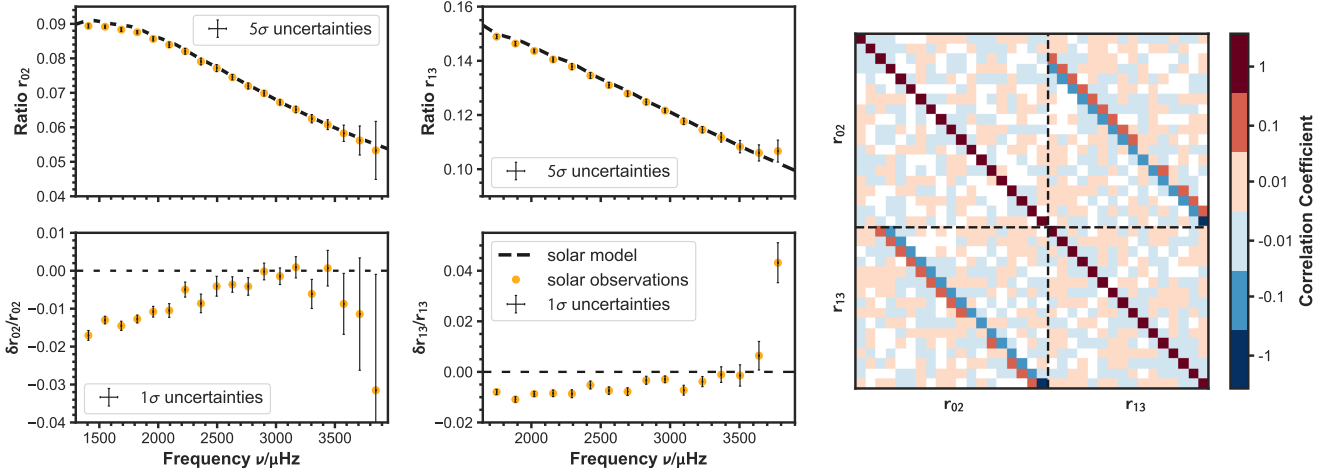 0.09
0.08
0.07
0.06
0.05
0.04
Ratio r02
5σ uncertainties
0.16
0.14
0.12
0.10
Ratio r13
5σ uncertainties
0.01
0.00
−0.01
−0.02
−0.03
−0.04
δr02/r02
1σ uncertainties
1500 2000 2500 3000 3500
Frequency ν/μHz
0.04
0.02
0.00
−0.02
δr13/r13
solar model
solar observations
1σ uncertainties
2000 2500 3000 3500
Frequency ν/μHz
r02
r13
r02 r13
1
0.1
0.01
-0.01
-0.1
-1
Correlation Coefficient